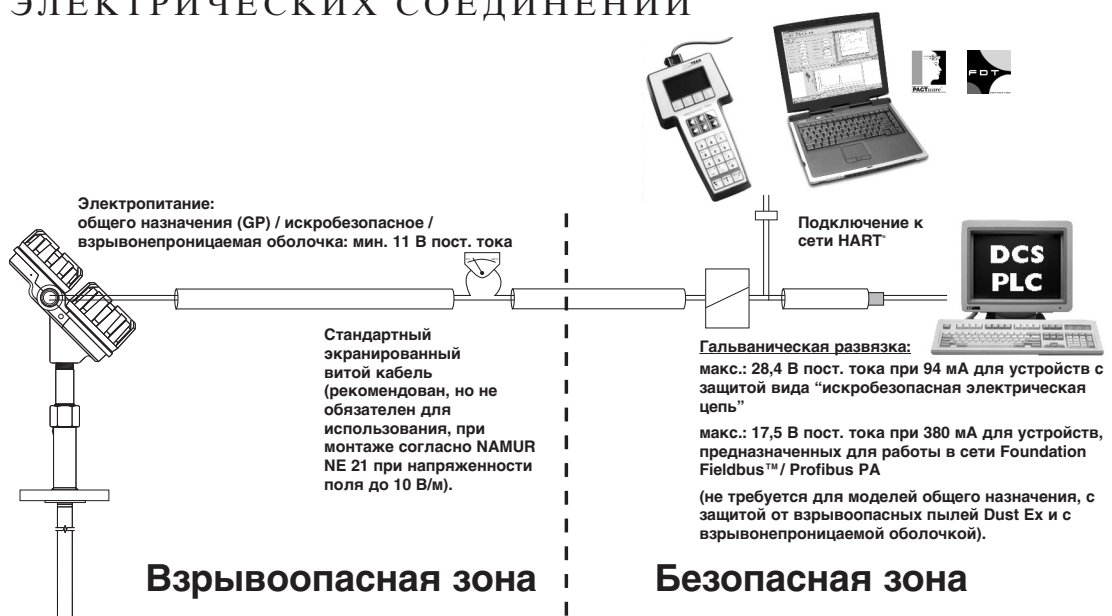 ЭЛЕКТРИЧЕСКИХ СОЕДИНЕНИЙ
PACTware
FDT
Электропитание:
общего назначения (GP) / искробезопасное /
взрывонепроницаемая оболочка: мин. 11 В пост. тока
Подключение к
сети HART®
DCS
PLC
Стандартный
экранированный
витой кабель
(рекомендован, но не
обязателен для
использования, при
монтаже согласно NAMUR
NE 21 при напряженности
поля до 10 В/м).
Гальваническая развязка:
макс.: 28,4 В пост. тока при 94 мА для устройств с
защитой вида “искробезопасная электрическая
цепь”
макс.: 17,5 В пост. тока при 380 мА для устройств,
предназначенных для работы в сети Foundation
Fieldbus™/ Profibus PA
(не требуется для моделей общего назначения, с
защитой от взрывоопасных пылей Dust Ex и с
взрывонепроницаемой оболочкой).
Взрывоопасная зона
Безопасная зона